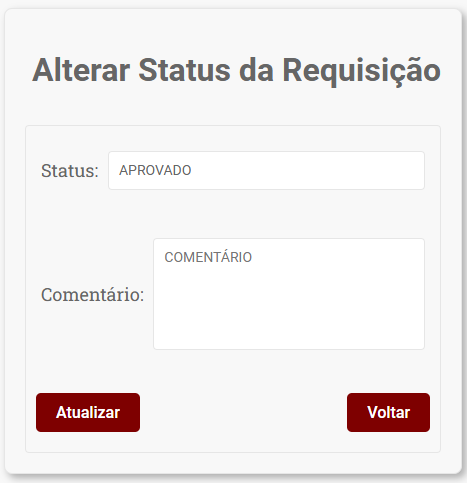 Alterar Status da Requisição
Status: APROVADO
Comentário: COMENTÁRIO
Atualizar Voltar